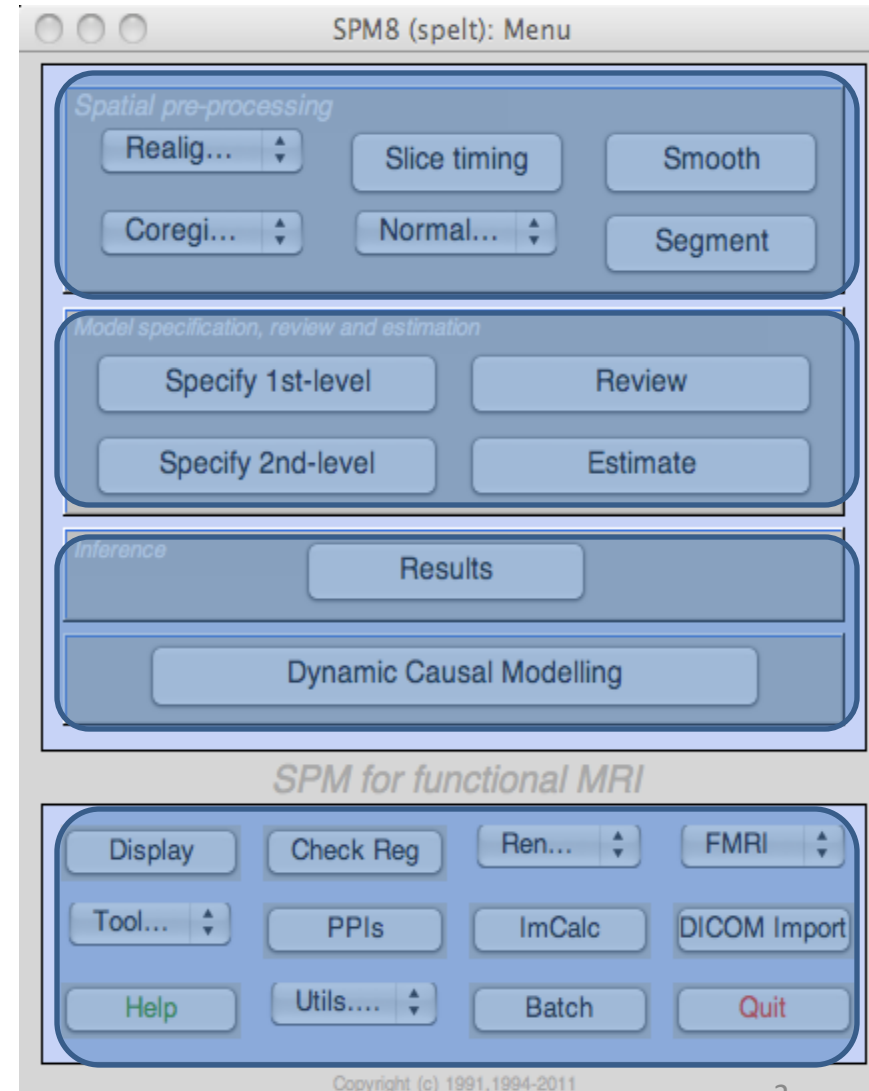 SPM8 (spelt): Menu
Spatial pre-processing
Realig... Slice timing Smooth
Coregi... Normal... Segment
Model specification, review and estimation
Specify 1st-level Review
Specify 2nd-level Estimate
Inference
Results
Dynamic Causal Modelling
SPM for functional MRI
Display Check Reg Ren... FMRI
Tool... PPIs ImCalc DICOM Import
Help Utils.... Batch Quit
Copyright (c) 1991,1994-2011